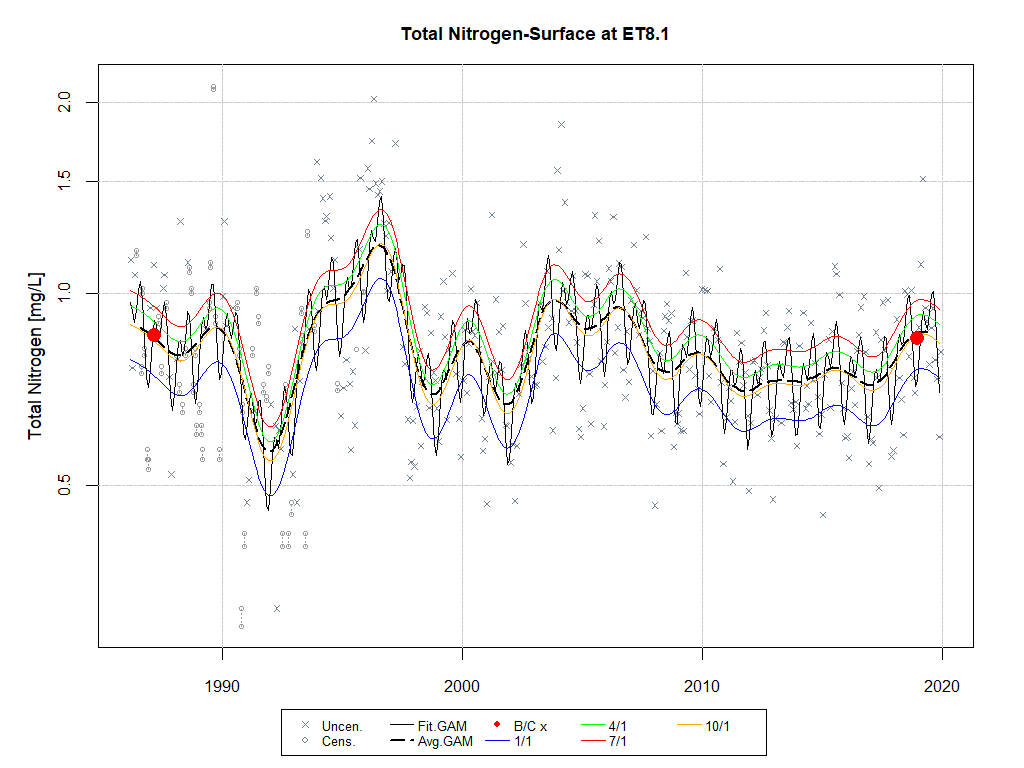 Total Nitrogen-Surface at ET8.1
Total Nitrogen [mg/L]
2.0
1.5
1.0
0.5
1990 2000 2010 2020
Uncen. Fit.GAM B/C x 4/1 10/1
Cens. Avg.GAM 1/1 7/1